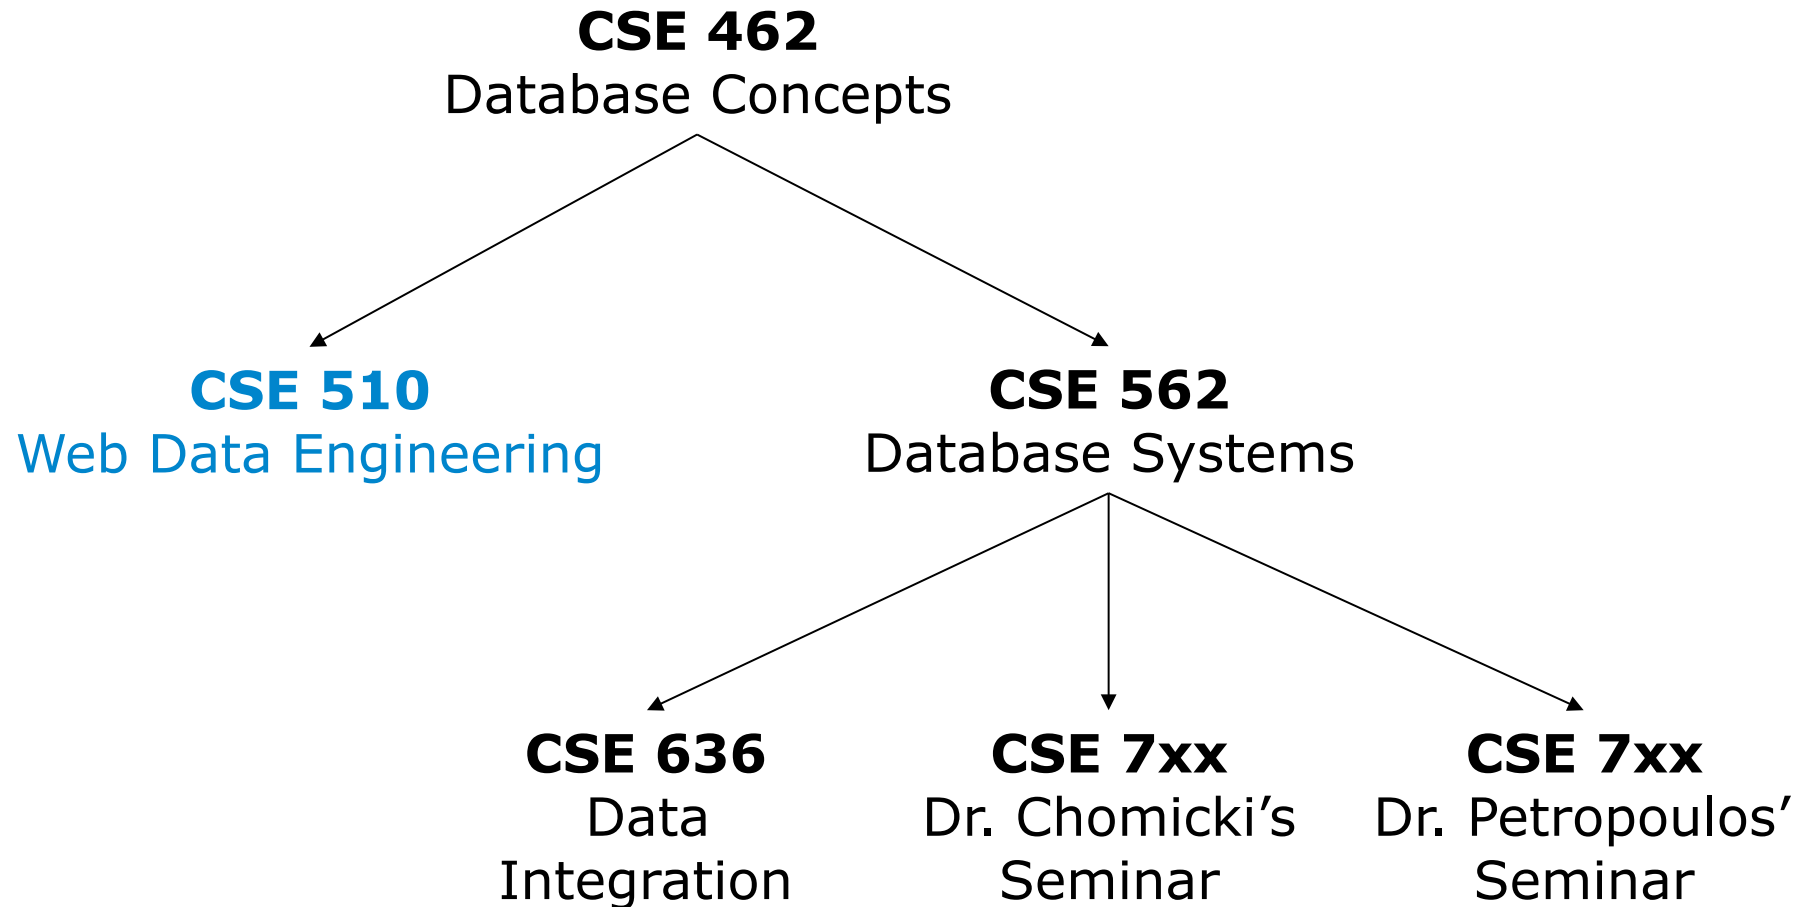 CSE 462
Database Concepts
CSE 510
Web Data Engineering
CSE 562
Database Systems
CSE 636
Data
Integration
CSE 7xx
Dr. Chomicki’s
Seminar
CSE 7xx
Dr. Petropoulos’
Seminar